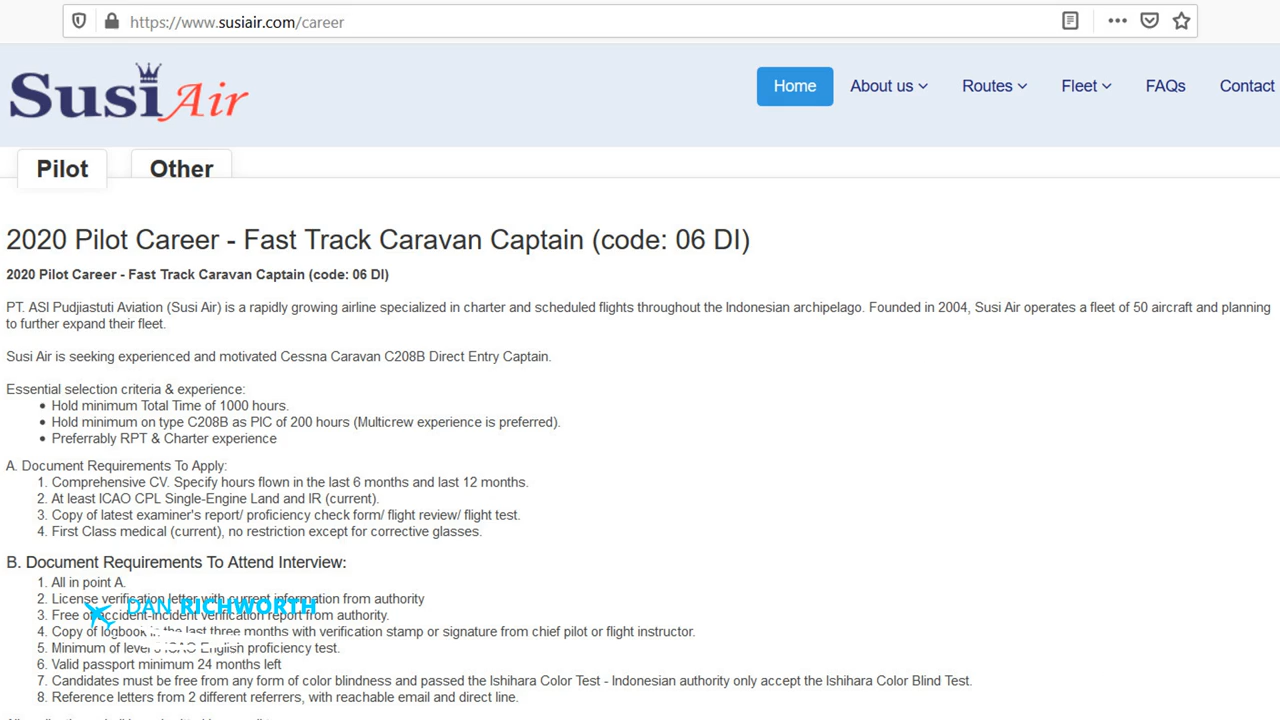 https://www.susiair.com/career
Susi Air
Home About us Routes Fleet FAQs Contact
Pilot Other
2020 Pilot Career - Fast Track Caravan Captain (code: 06 DI)
2020 Pilot Career - Fast Track Caravan Captain (code: 06 DI)
PT. ASI Pudjiastuti Aviation (Susi Air) is a rapidly growing airline specialized in charter and scheduled flights throughout the Indonesian archipelago. Founded in 2004, Susi Air operates a fleet of 50 aircraft and planning
to further expand their fleet.
Susi Air is seeking experienced and motivated Cessna Caravan C208B Direct Entry Captain.
Essential selection criteria & experience:
• Hold minimum Total Time of 1000 hours.
• Hold minimum on type C208B as PIC of 200 hours (Multicrew experience is preferred).
• Preferrably RPT & Charter experience
A. Document Requirements To Apply:
1. Comprehensive CV. Specify hours flown in the last 6 months and last 12 months.
2. At least ICAO CPL Single-Engine Land and IR (current).
3. Copy of latest examiner's report/ proficiency check form/ flight review/ flight test.
4. First Class medical (current), no restriction except for corrective glasses.
B. Document Requirements To Attend Interview:
1. All in point A.
2. License verification letter with current information from authority
DAN RICHWORTH
3. Free of accident-incident verification report from authority.
4. Copy of logbook in the last three months with verification stamp or signature from chief pilot or flight instructor.
5. Minimum of level ICAO English proficiency test.
6. Valid passport minimum 24 months left
7. Candidates must be free from any form of color blindness and passed the Ishihara Color Test - Indonesian authority only accept the Ishihara Color Blind Test.
8. Reference letters from 2 different referrers, with reachable email and direct line.